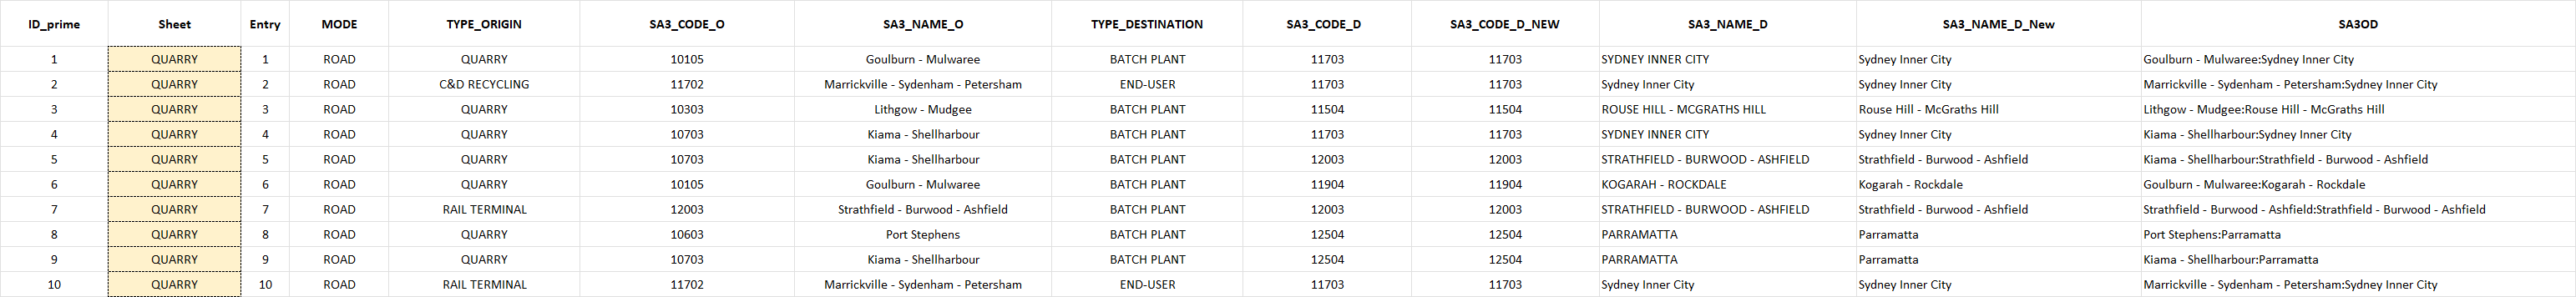 ID_prime Sheet Entry MODE TYPE_ORIGIN SA3_CODE_O SA3_NAME_O TYPE_DESTINATION SA3_CODE_D SA3_CODE_D_NEW SA3_NAME_D SA3_NAME_D_New SA3OD
1 QUARRY 1 ROAD QUARRY 10105 Goulburn - Mulwaree BATCH PLANT 11703 11703 SYDNEY INNER CITY Sydney Inner City Goulburn - Mulwaree:Sydney Inner City
2 QUARRY 2 ROAD C&D RECYCLING 11702 Marrickville - Sydenham - Petersham END-USER 11703 11703 Sydney Inner City Sydney Inner City Marrickville - Sydenham - Petersham:Sydney Inner City
3 QUARRY 3 ROAD QUARRY 10303 Lithgow - Mudgee BATCH PLANT 11504 11504 ROUSE HILL - MCGRATHS HILL Rouse Hill - McGraths Hill Lithgow - Mudgee:Rouse Hill - McGraths Hill
4 QUARRY 4 ROAD QUARRY 10703 Kiama - Shellharbour BATCH PLANT 11703 11703 SYDNEY INNER CITY Sydney Inner City Kiama - Shellharbour:Sydney Inner City
5 QUARRY 5 ROAD QUARRY 10703 Kiama - Shellharbour BATCH PLANT 12003 12003 STRATHFIELD - BURWOOD - ASHFIELD Strathfield - Burwood - Ashfield Kiama - Shellharbour:Strathfield - Burwood - Ashfield
6 QUARRY 6 ROAD QUARRY 10105 Goulburn - Mulwaree BATCH PLANT 11904 11904 KOGARAH - ROCKDALE Kogarah - Rockdale Goulburn - Mulwaree:Kogarah - Rockdale
7 QUARRY 7 ROAD RAIL TERMINAL 12003 Strathfield - Burwood - Ashfield BATCH PLANT 12003 12003 STRATHFIELD - BURWOOD - ASHFIELD Strathfield - Burwood - Ashfield Strathfield - Burwood - Ashfield:Strathfield - Burwood - Ashfield
8 QUARRY 8 ROAD QUARRY 10603 Port Stephens BATCH PLANT 12504 12504 PARRAMATTA Parramatta Port Stephens:Parramatta
9 QUARRY 9 ROAD QUARRY 10703 Kiama - Shellharbour BATCH PLANT 12504 12504 PARRAMATTA Parramatta Kiama - Shellharbour:Parramatta
10 QUARRY 10 ROAD RAIL TERMINAL 11702 Marrickville - Sydenham - Petersham END-USER 11703 11703 Sydney Inner City Sydney Inner City Marrickville - Sydenham - Petersham:Sydney Inner City